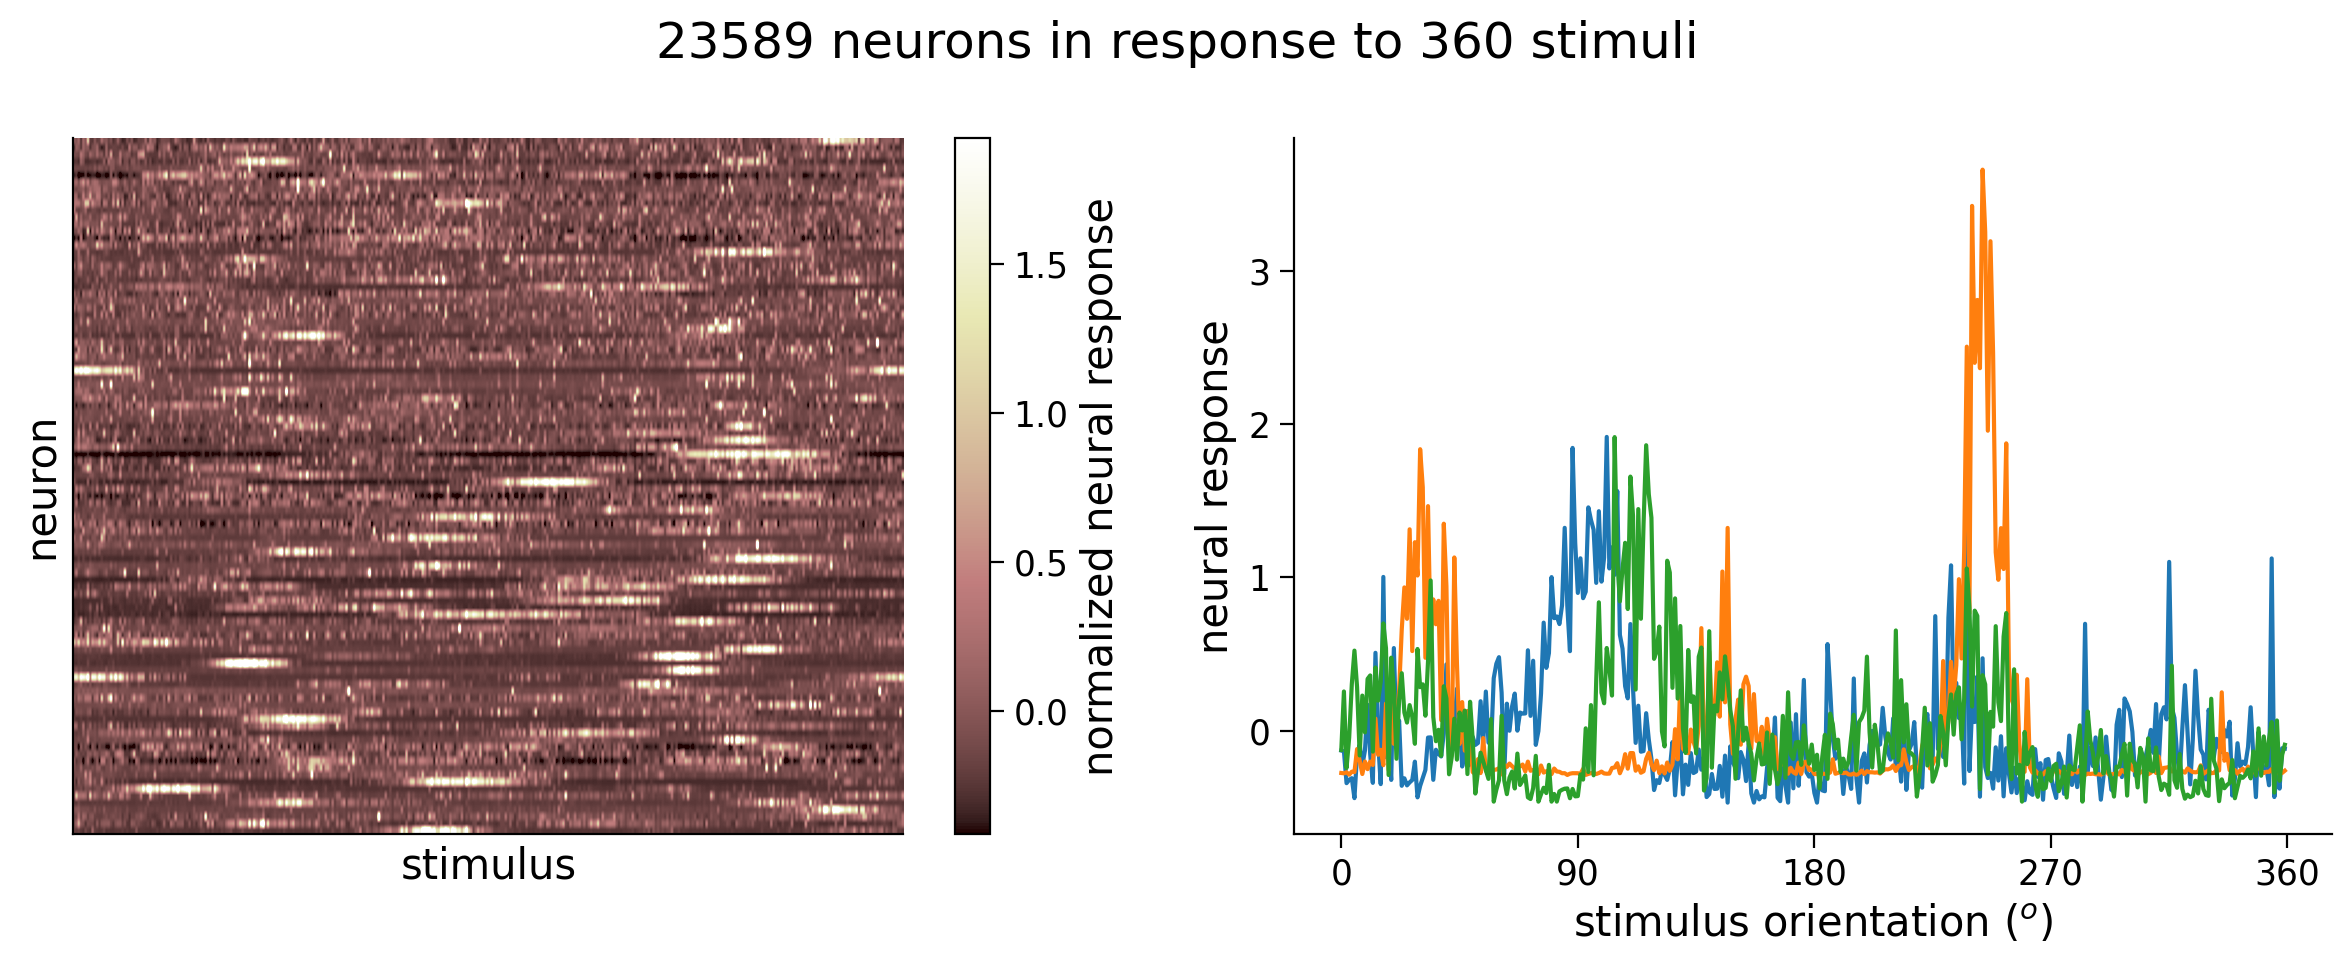 23589 neurons in response to 360 stimuli
neuron
stimulus
1.5
1.0
0.5
0.0
normalized neural response
neural response
3
2
1
0
0 90 180 270 360
stimulus orientation (°)